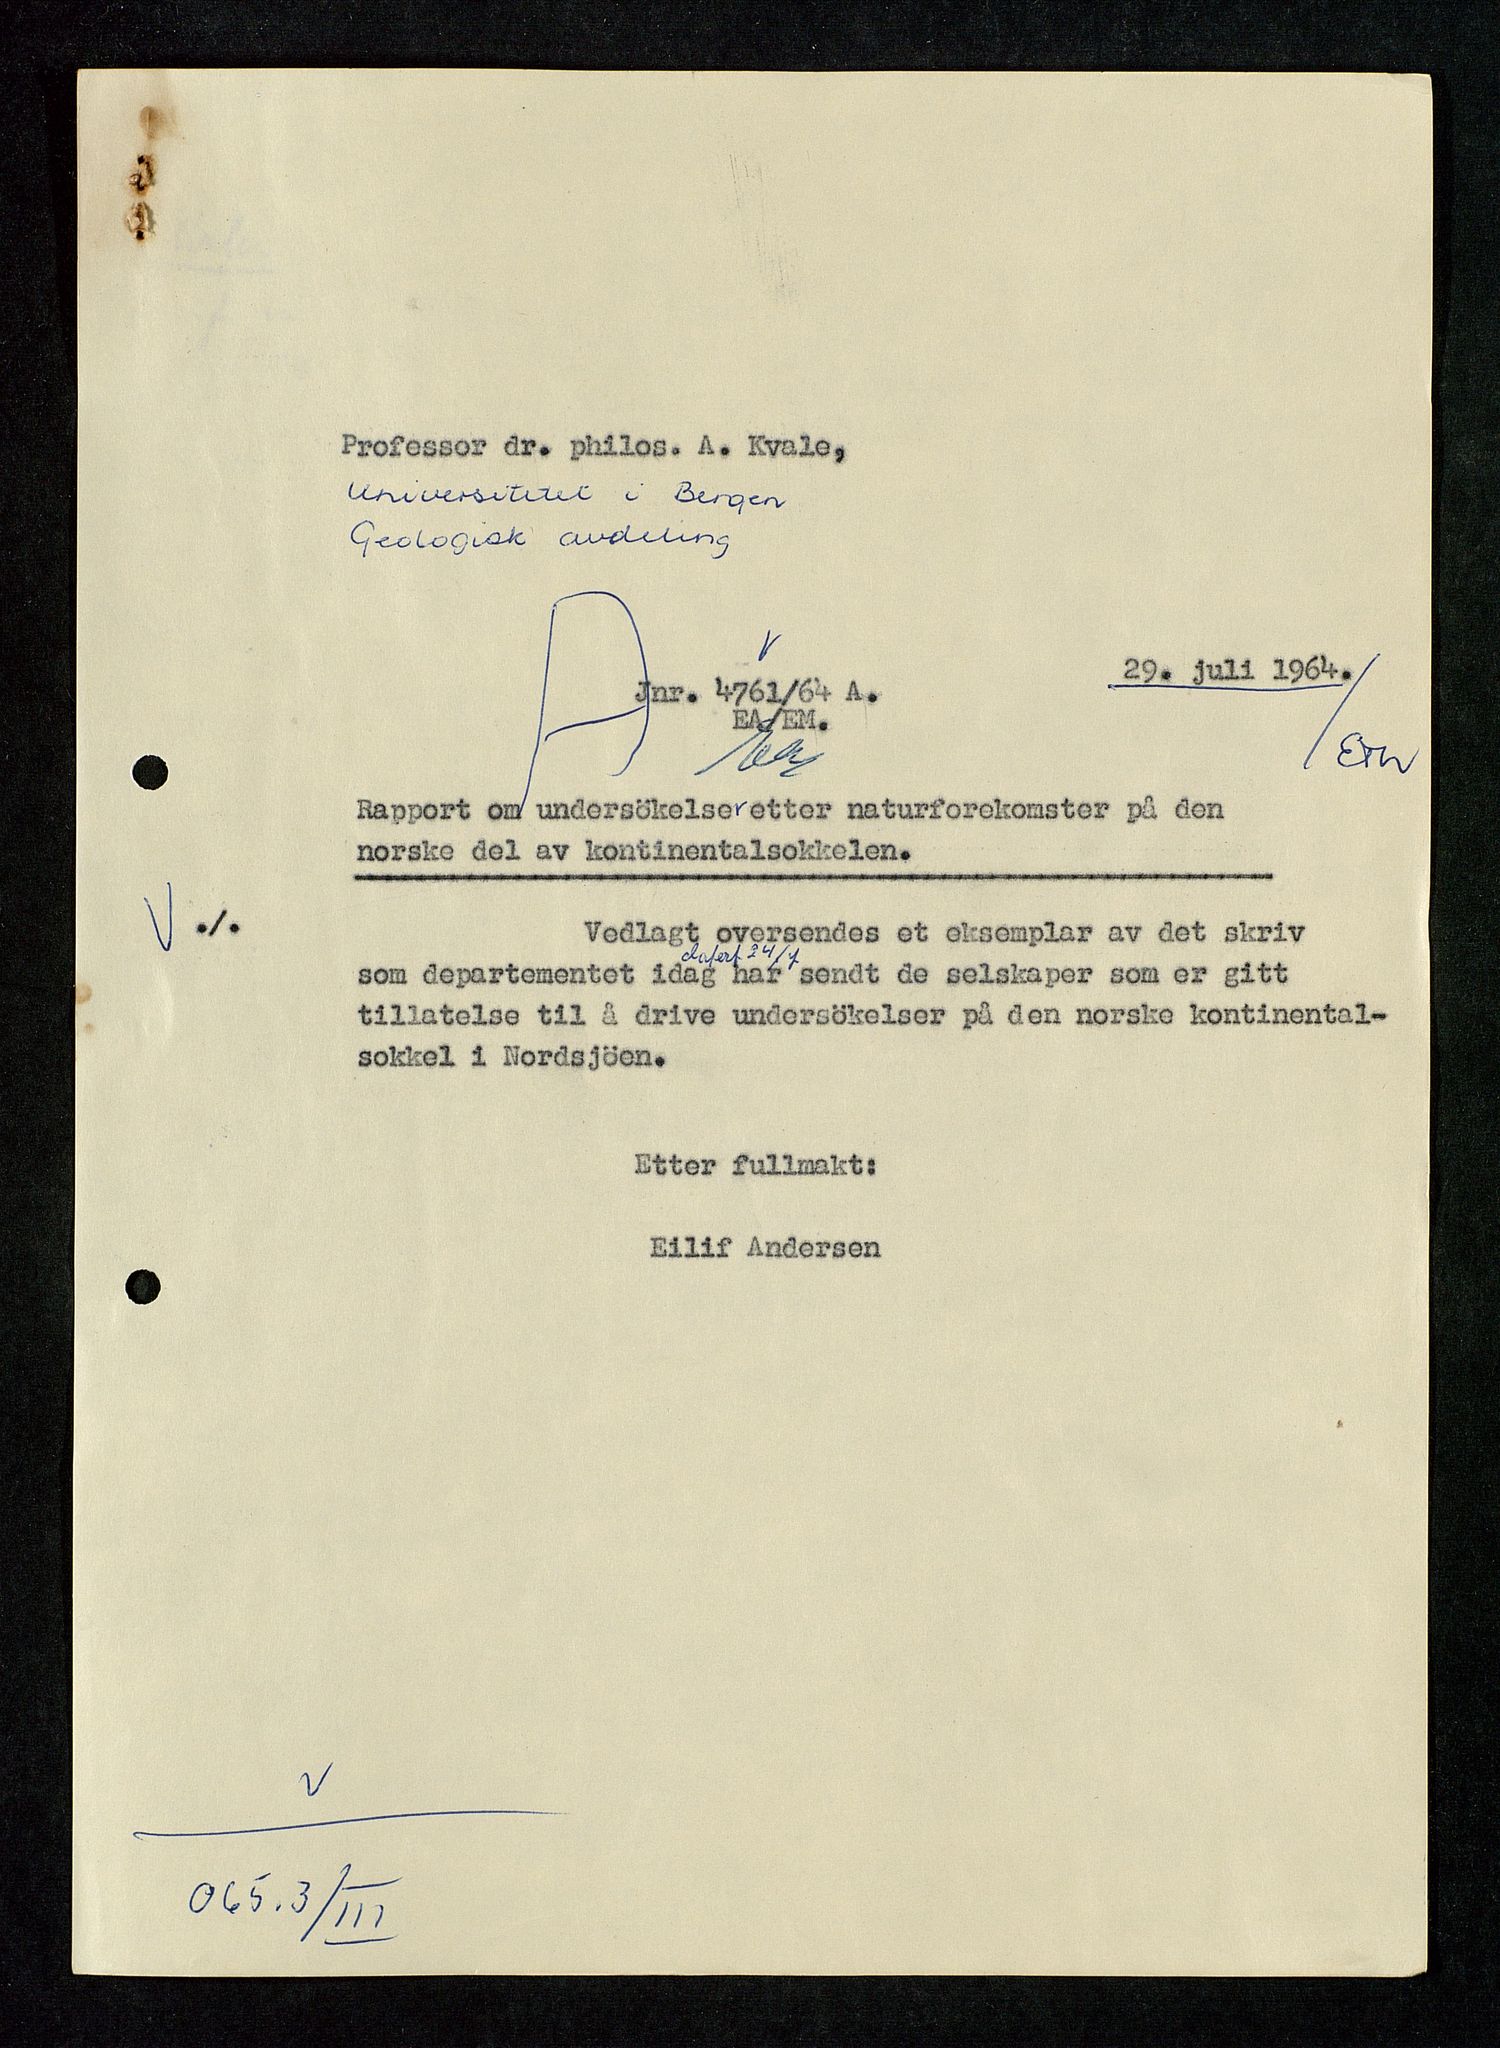 Professor dr. philos. A. Kvale,
Universitetet i Bergen
Geologisk avdeling
29. juli 1964.
Jnr. 4761/64 A.
EA/EM.
Rapport om undersökelser etter naturforekomster på den
norske del av kontinentalsokkelen.
./.
Vedlagt oversendes et eksemplar av det skriv
datert 24/7
som departementet idag har sendt de selskaper som er gitt
tillatelse til å drive undersökelser på den norske kontinental-
sokkel i Nordsjöen.
Etter fullmakt:
Eilif Andersen
065.3/III